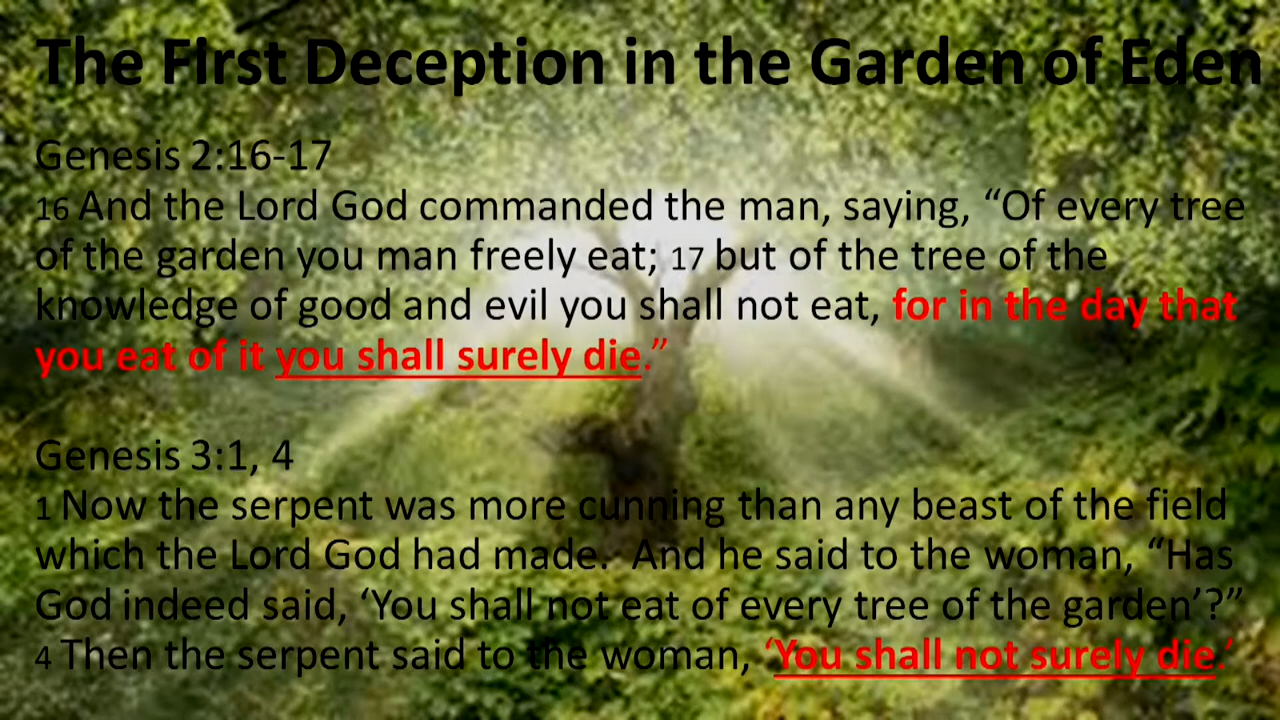 The First Deception in the Garden of Eden
Genesis 2:16-17
16 And the Lord God commanded the man, saying, “Of every tree
of the garden you man freely eat; 17 but of the tree of the
knowledge of good and evil you shall not eat, for in the day that
you eat of it you shall surely die.”
Genesis 3:1, 4
1 Now the serpent was more cunning than any beast of the field
which the Lord God had made.  And he said to the woman, “Has
God indeed said, ‘You shall not eat of every tree of the garden’?”
4 Then the serpent said to the woman, ‘You shall not surely die.’